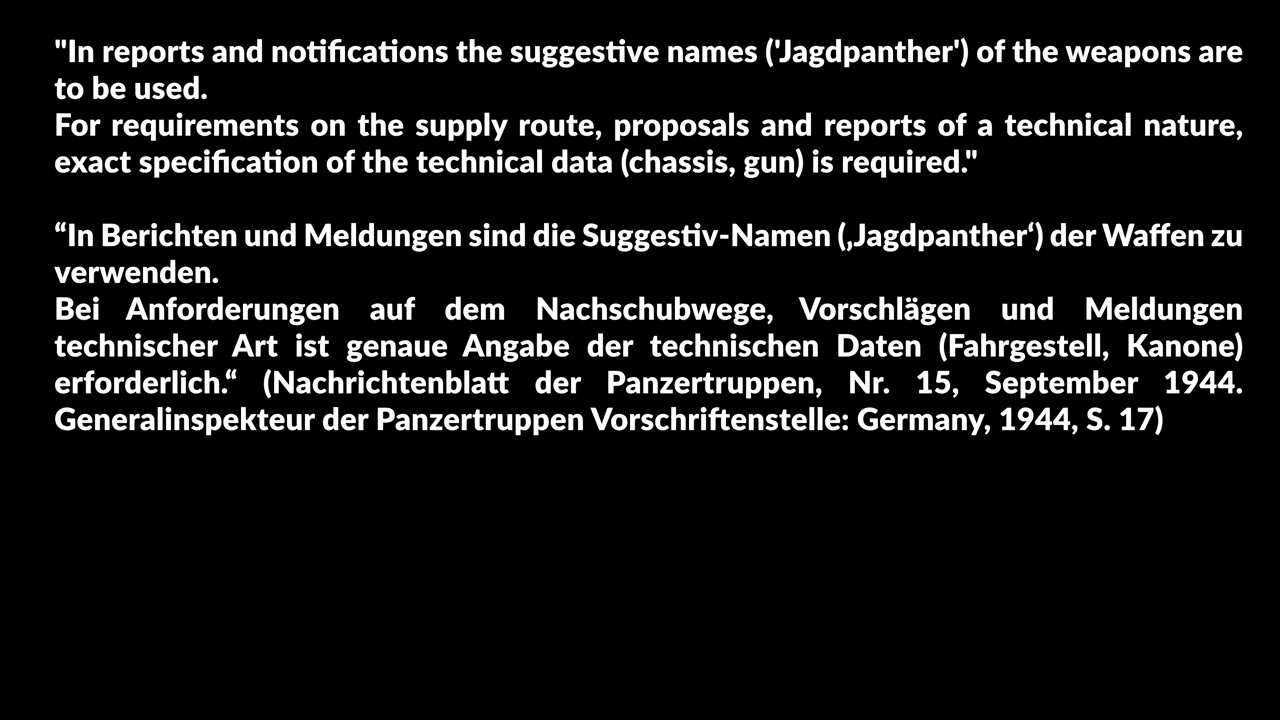 "In reports and notifications the suggestive names ('Jagdpanther') of the weapons are
to be used.
For requirements on the supply route, proposals and reports of a technical nature,
exact specification of the technical data (chassis, gun) is required."
“In Berichten und Meldungen sind die Suggestiv-Namen (‚Jagdpanther‘) der Waffen zu
verwenden.
Bei Anforderungen auf dem Nachschubwege, Vorschlägen und Meldungen
technischer Art ist genaue Angabe der technischen Daten (Fahrgestell, Kanone)
erforderlich.“ (Nachrichtenblatt der Panzertruppen, Nr. 15, September 1944.
Generalinspekteur der Panzertruppen Vorschriftenstelle: Germany, 1944, S. 17)